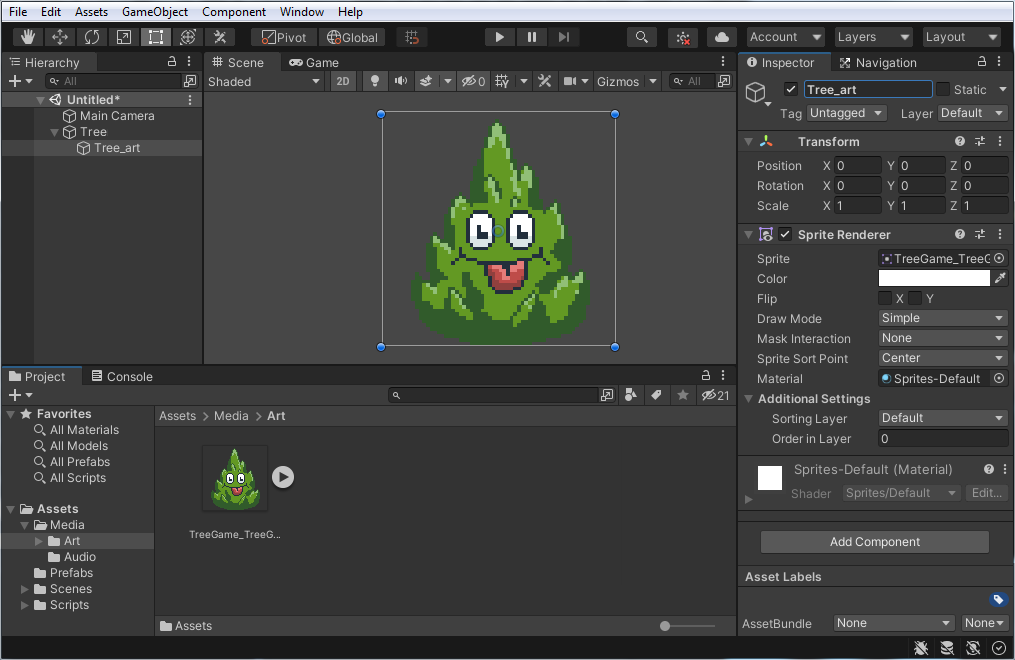 File Edit Assets GameObject Component Window Help
Pivot Global Account Layers Layout
Hierarchy
All
Untitled*
Main Camera
Tree
Tree_art
Scene Game
Shaded 2D 0 Gizmos All
Inspector Navigation
Tree_art Static
Tag Untagged Layer Default
Transform
Position X 0 Y 0 Z 0
Rotation X 0 Y 0 Z 0
Scale X 1 Y 1 Z 1
Sprite Renderer
Sprite TreeGame_TreeG
Color
Flip X Y
Draw Mode Simple
Mask Interaction None
Sprite Sort Point Center
Material Sprites-Default
Additional Settings
Sorting Layer Default
Order in Layer 0
Sprites-Default (Material)
Shader Sprites/Default Edit...
Add Component
Asset Labels
AssetBundle None None
Project Console
21
Favorites
All Materials
All Models
All Prefabs
All Scripts
Assets
Media
Art
Audio
Prefabs
Scenes
Scripts
Assets > Media > Art
TreeGame_TreeG...
Assets